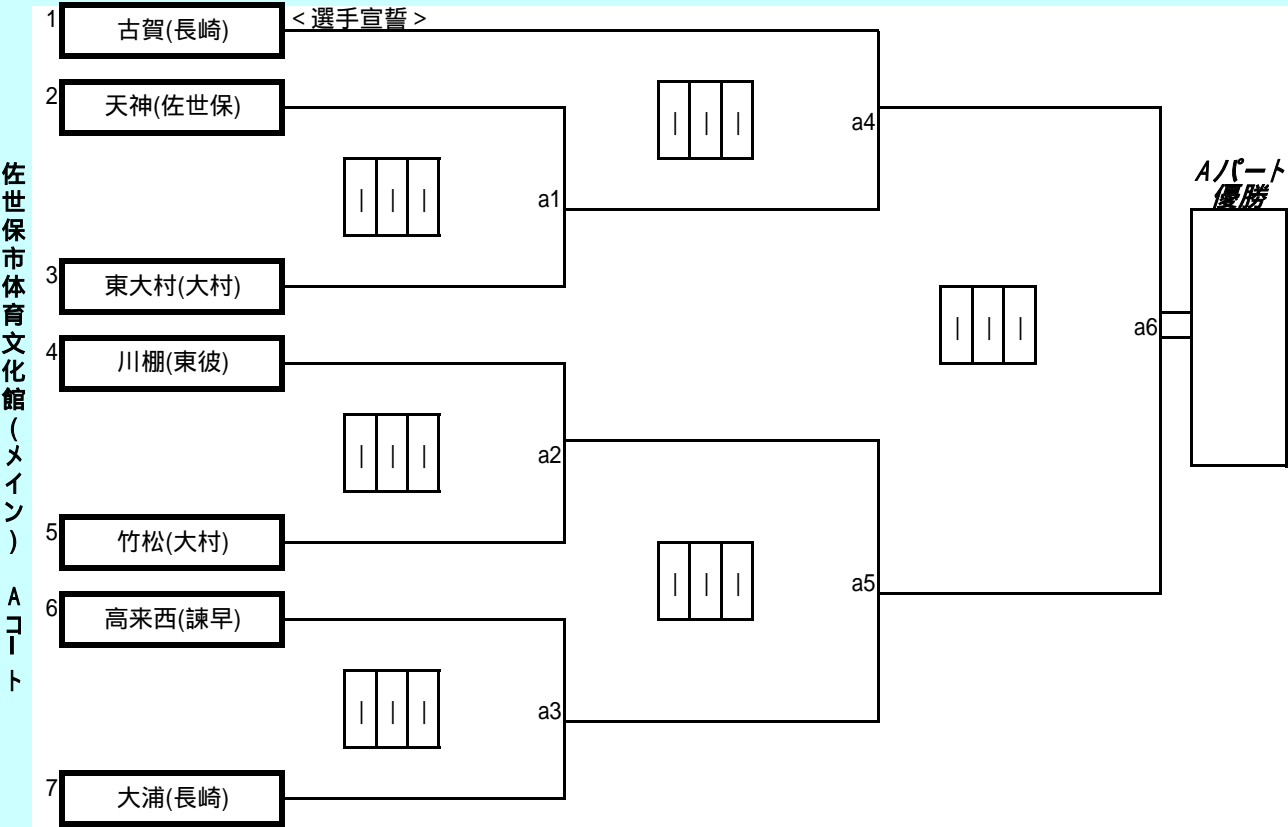 佐世保市体育文化館(メイン) Aコート
1
古賀(長崎)
<選手宣誓>
2
天神(佐世保)
3
東大村(大村)
4
川棚(東彼)
5
竹松(大村)
6
高来西(諫早)
7
大浦(長崎)
a1
| | |
a2
| | |
a3
| | |
a4
| | |
a5
| | |
a6
| | |
Aパート
優勝